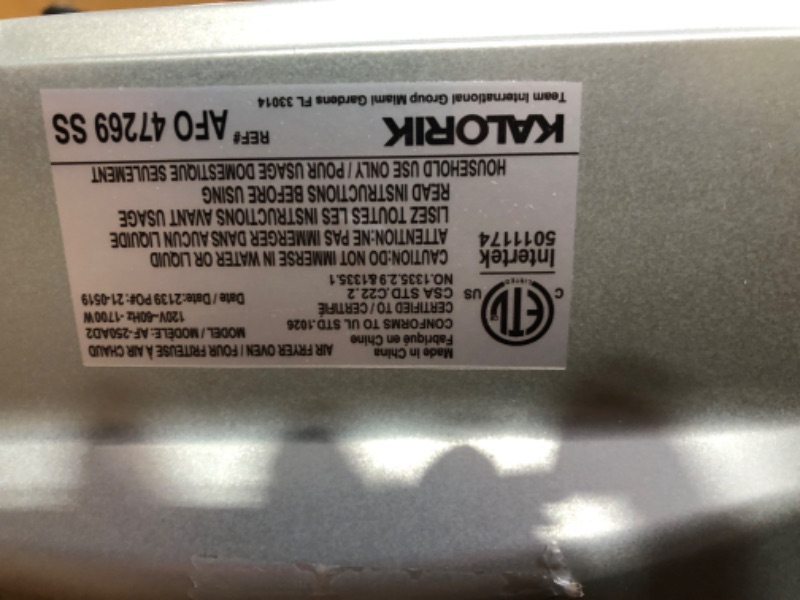 AIR FRYER OVEN / FOUR FRITEUSE À AIR CHAUD
MODEL / MODÈLE: AF-250AD2
120V~60Hz -1700W
Date / Date:2139 PO#: 21-0519
Made in China
Fabriqué en Chine
CONFORMS TO UL STD.1026
CERTIFIED TO / CERTIFIÉ
CSA STD.C22.2
NO.1335.2.9&1335.1
ETL
LISTED
C US
Intertek
5011174
CAUTION:DO NOT IMMERSE IN WATER OR LIQUID
ATTENTION:NE PAS IMMERGER DANS AUCUN LIQUIDE
LISEZ TOUTES LES INSTRUCTIONS AVANT USAGE
READ INSTRUCTIONS BEFORE USING
HOUSEHOLD USE ONLY / POUR USAGE DOMESTIQUE SEULEMENT
KALORIK REF# AFO 47269 SS
Team International Group Miami Gardens FL 33014